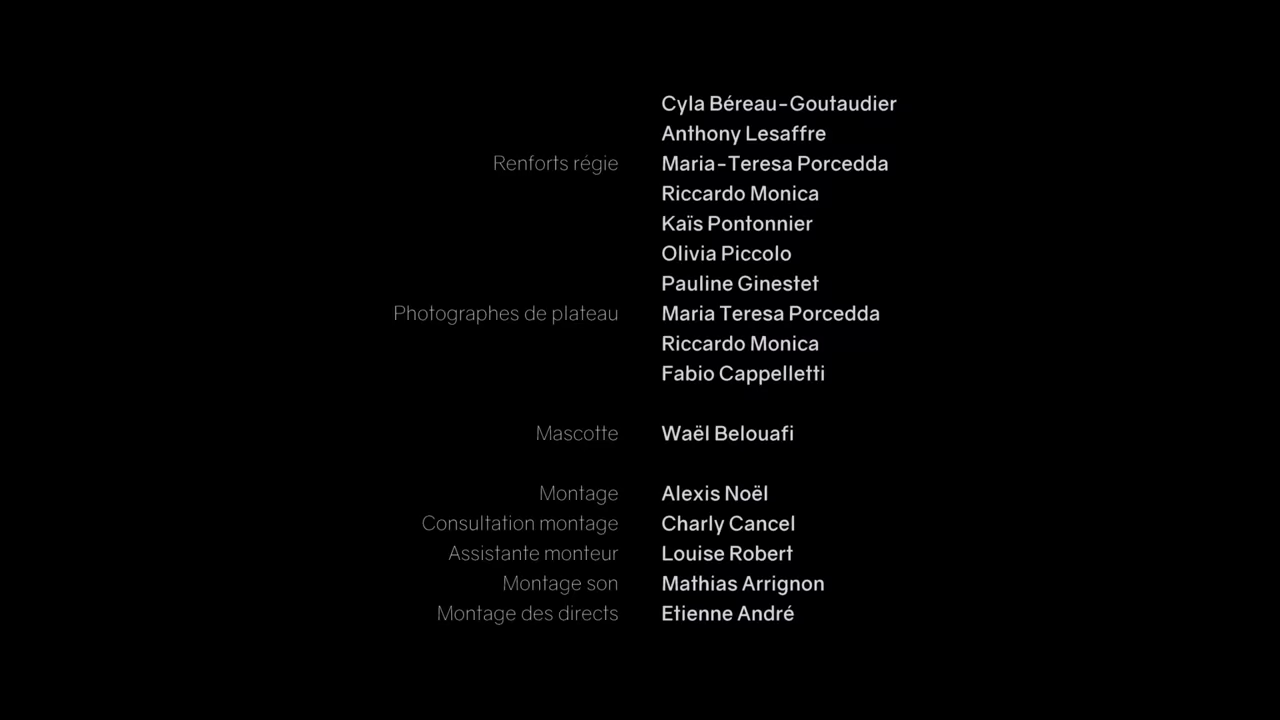 Cyla Béreau-Goutaudier
Anthony Lesaffre
Renforts régie Maria-Teresa Porcedda
Riccardo Monica
Kaïs Pontonnier
Olivia Piccolo
Pauline Ginestet
Photographes de plateau Maria Teresa Porcedda
Riccardo Monica
Fabio Cappelletti
Mascotte Waël Belouafi
Montage Alexis Noël
Consultation montage Charly Cancel
Assistante monteur Louise Robert
Montage son Mathias Arrignon
Montage des directs Etienne André